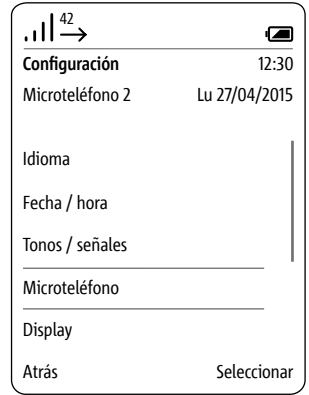 42
Configuración 12:30
Microteléfono 2 Lu 27/04/2015
Idioma
Fecha / hora
Tonos / señales
Microteléfono
Display
Atrás Seleccionar